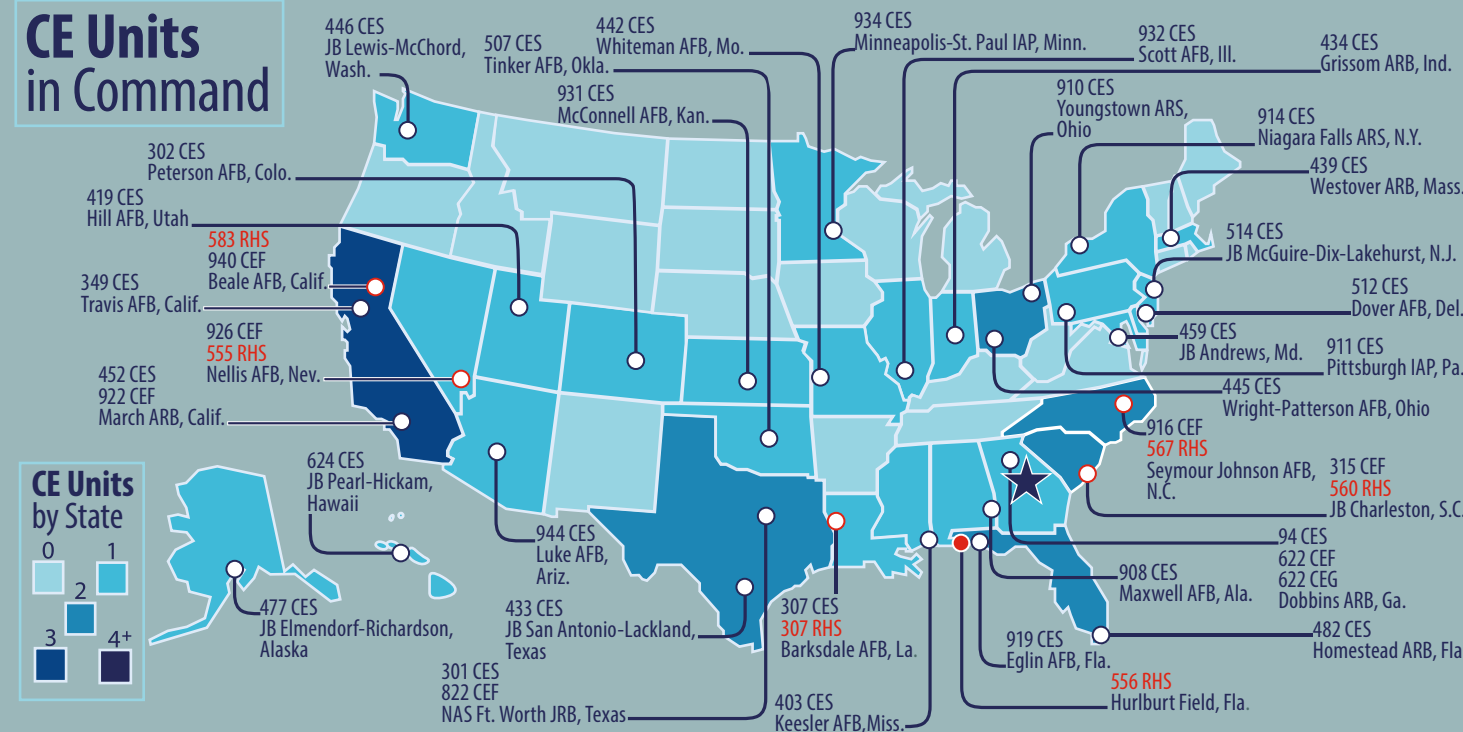 CE Units
in Command
446 CES
JB Lewis-McChord,
Wash.
507 CES
Tinker AFB, Okla.
442 CES
Whiteman AFB, Mo.
931 CES
McConnell AFB, Kan.
934 CES
Minneapolis-St. Paul IAP, Minn.
932 CES
Scott AFB, Ill.
434 CES
Grissom ARB, Ind.
910 CES
Youngstown ARS,
Ohio
914 CES
Niagara Falls ARS, N.Y.
439 CES
Westover ARB, Mass.
302 CES
Peterson AFB, Colo.
419 CES
Hill AFB, Utah
583 RHS
940 CEF
Beale AFB, Calif.
349 CES
Travis AFB, Calif.
926 CEF
555 RHS
Nellis AFB, Nev.
452 CES
922 CEF
March ARB, Calif.
514 CES
JB McGuire-Dix-Lakehurst, N.J.
512 CES
Dover AFB, Del.
459 CES
JB Andrews, Md.
911 CES
Pittsburgh IAP, Pa.
445 CES
Wright-Patterson AFB, Ohio
916 CEF
567 RHS
Seymour Johnson AFB,
N.C.
315 CEF
560 RHS
JB Charleston, S.C.
94 CES
622 CEF
622 CEG
Dobbins ARB, Ga.
908 CES
Maxwell AFB, Ala.
482 CES
Homestead ARB, Fla
919 CES
Eglin AFB, Fla.
556 RHS
Hurlburt Field, Fla.
CE Units
by State
0
1
2
3
4+
624 CES
JB Pearl-Hickam,
Hawaii
477 CES
JB Elmendorf-Richardson,
Alaska
944 CES
Luke AFB,
Ariz.
433 CES
JB San Antonio-Lackland,
Texas
301 CES
822 CEF
NAS Ft. Worth JRB, Texas
307 CES
307 RHS
Barksdale AFB, La.
403 CES
Keesler AFB,Miss.